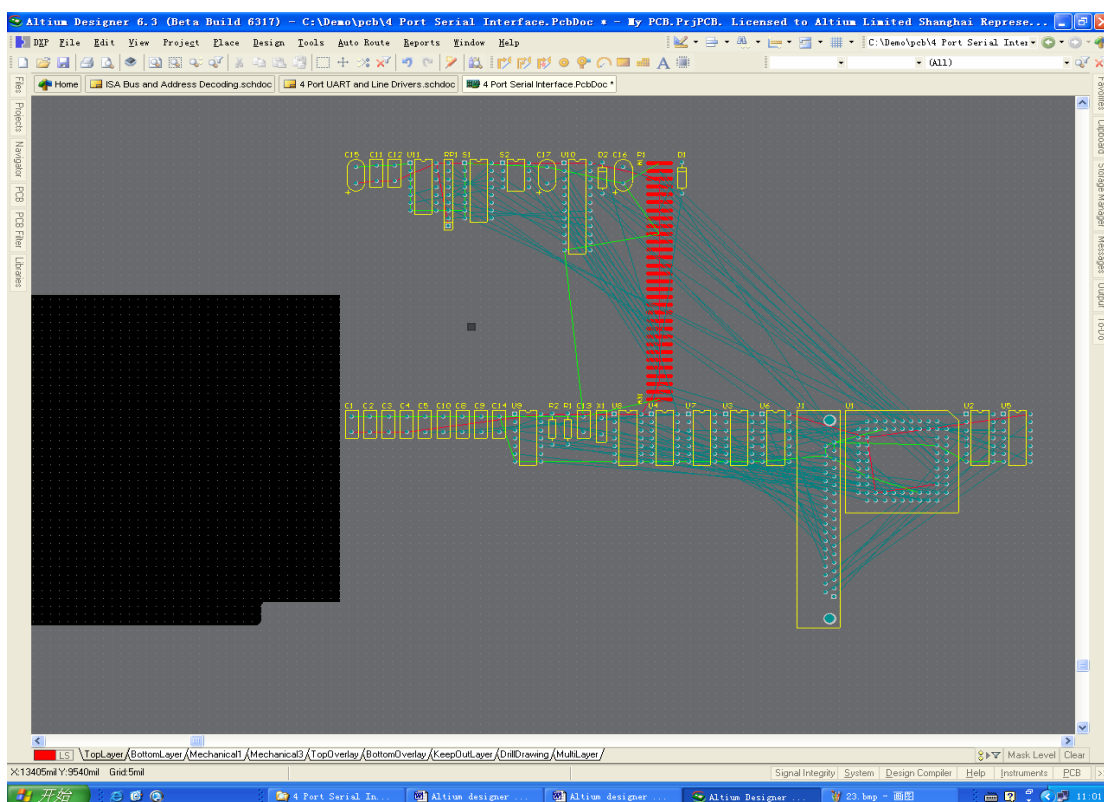 Altium Designer 6.3 (Beta Build 6317) - C:\Demo\pcb\4 Port Serial Interface.PcbDoc * - My PCB.PrjPCB. Licensed to Altium Limited Shanghai Represe...
DXP File Edit View Project Place Design Tools Auto Route Reports Window Help
C:\Demo\pcb\4 Port Serial Inter
(All)
Home ISA Bus and Address Decoding.schdoc 4 Port UART and Line Drivers.schdoc 4 Port Serial Interface.PcbDoc *
Files
Projects
Navigator
PCB
PCB Filter
Libraries
Favorites
Clipboard
Storage Manager
Messages
Output
To-Do
C15 C11 C12 U11 RP1 S1 S2 C17 U10 D2 C16 P1 D1
C1 C2 C3 C4 C5 C10 C8 C9 C14 U9 R2 R1 C13 X1 U8 U4 U7 U3 U6 J1 U1 U2 U5
LS TopLayer BottomLayer Mechanical1 Mechanical3 TopOverlay BottomOverlay KeepOutLayer DrillDrawing MultiLayer
Mask Level Clear
X:13405mil Y:9540mil Grid:5mil
Signal Integrity System Design Compiler Help Instruments PCB
开始 4 Port Serial In... Altium designer ... Altium designer ... Altium Designer ... 23.bmp - 画图 11:01